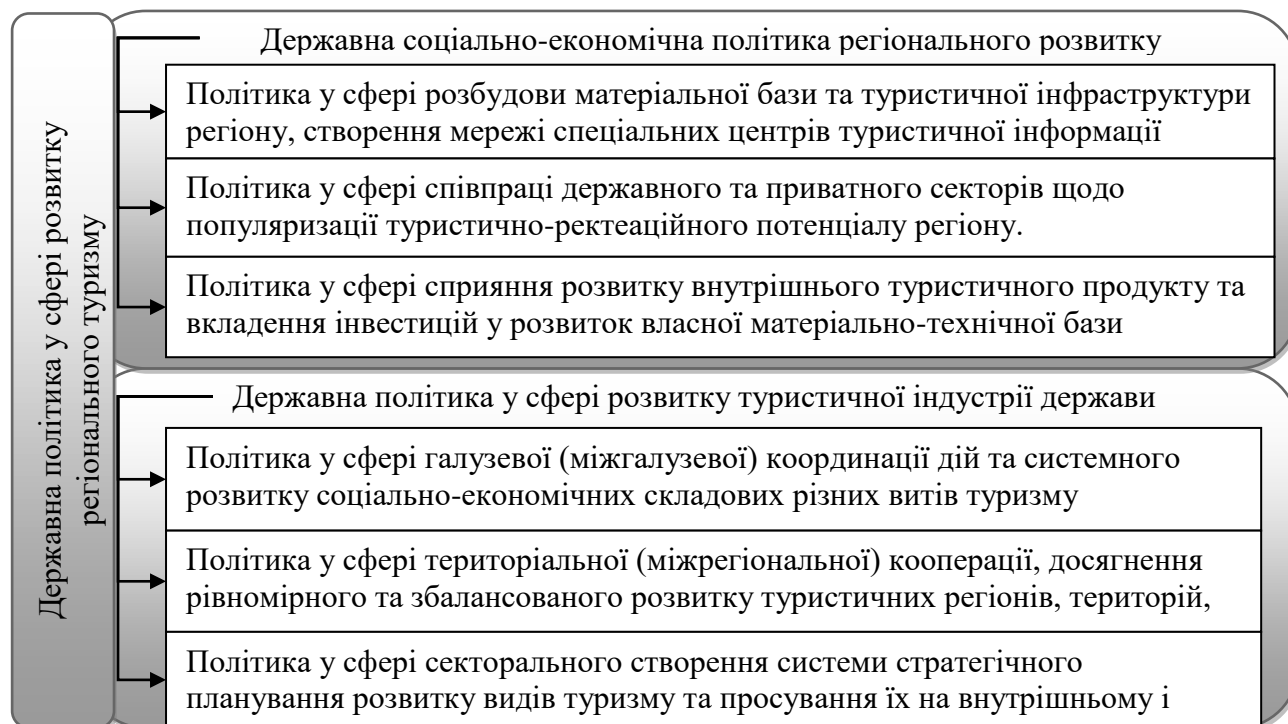 Державна політика у сфері розвитку
регіонального туризму
Державна соціально-економічна політика регіонального розвитку
Політика у сфері розбудови матеріальної бази та туристичної інфраструктури
регіону, створення мережі спеціальних центрів туристичної інформації
Політика у сфері співпраці державного та приватного секторів щодо
популяризації туристично-ректеаційного потенціалу регіону.
Політика у сфері сприяння розвитку внутрішнього туристичного продукту та
вкладення інвестицій у розвиток власної матеріально-технічної бази
Державна політика у сфері розвитку туристичної індустрії держави
Політика у сфері галузевої (міжгалузевої) координації дій та системного
розвитку соціально-економічних складових різних витів туризму
Політика у сфері територіальної (міжрегіональної) кооперації, досягнення
рівномірного та збалансованого розвитку туристичних регіонів, територій,
Політика у сфері секторального створення системи стратегічного
планування розвитку видів туризму та просування їх на внутрішньому і